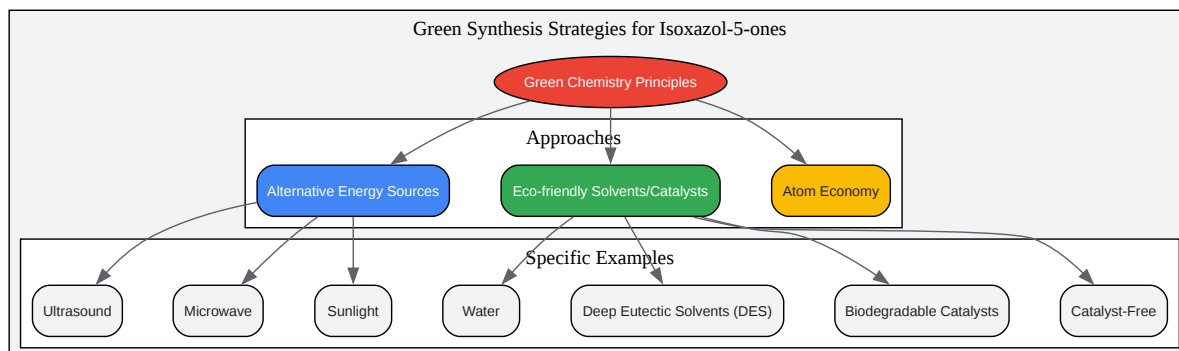 Green Synthesis Strategies for Isoxazol-5-ones
Green Chemistry Principles
Approaches
Alternative Energy Sources
Eco-friendly Solvents/Catalysts
Atom Economy
Specific Examples
Ultrasound
Microwave
Sunlight
Water
Deep Eutectic Solvents (DES)
Biodegradable Catalysts
Catalyst-Free